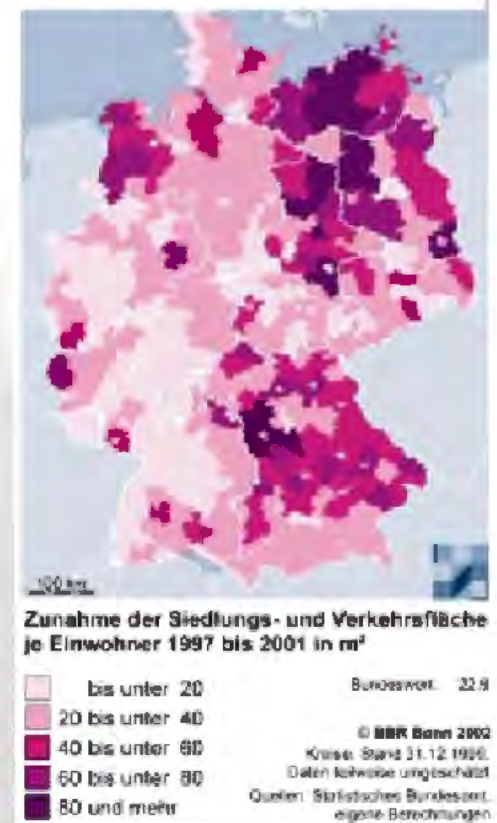 100 km
Zunahme der Siedlungs- und Verkehrsfläche
je Einwohner 1997 bis 2001 in m²
bis unter 20
20 bis unter 40
40 bis unter 60
60 bis unter 80
80 und mehr
Bundeswert 22.9
© BBR Bonn 2002
Kreise, Stand 31.12.1996.
Daten teilweise umgeschätzt
Quellen: Statistisches Bundesamt,
eigene Berechnungen